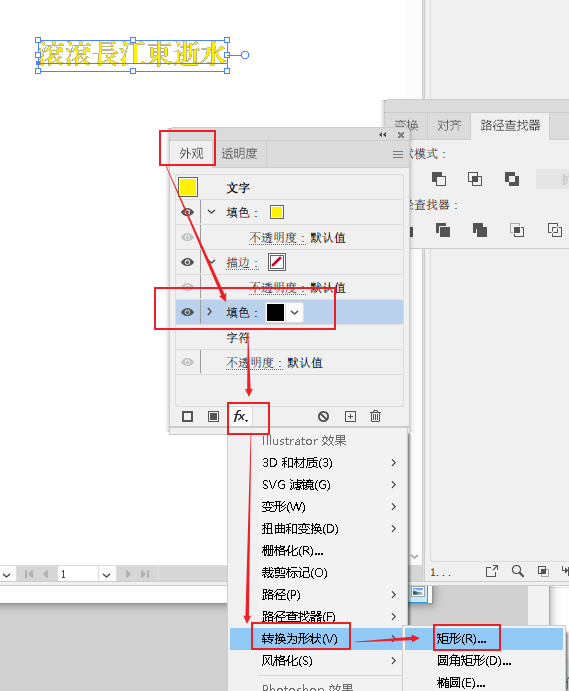 滾滾長江東逝水
变换 对齐 路径查找器
状模式：
径查找器：
外观 透明度
文字
填色：
不透明度：默认值
描边：
不透明度：默认值
填色：
字符
不透明度：默认值
fx.
Illustrator 效果
3D 和材质(3)
SVG 滤镜(G)
变形(W)
扭曲和变换(D)
栅格化(R)...
裁剪标记(O)
路径(P)
路径查找器(F)
转换为形状(V)
风格化(S)
Photoshop 效果
矩形(R)...
圆角矩形(D)...
椭圆(E)...
1
1...